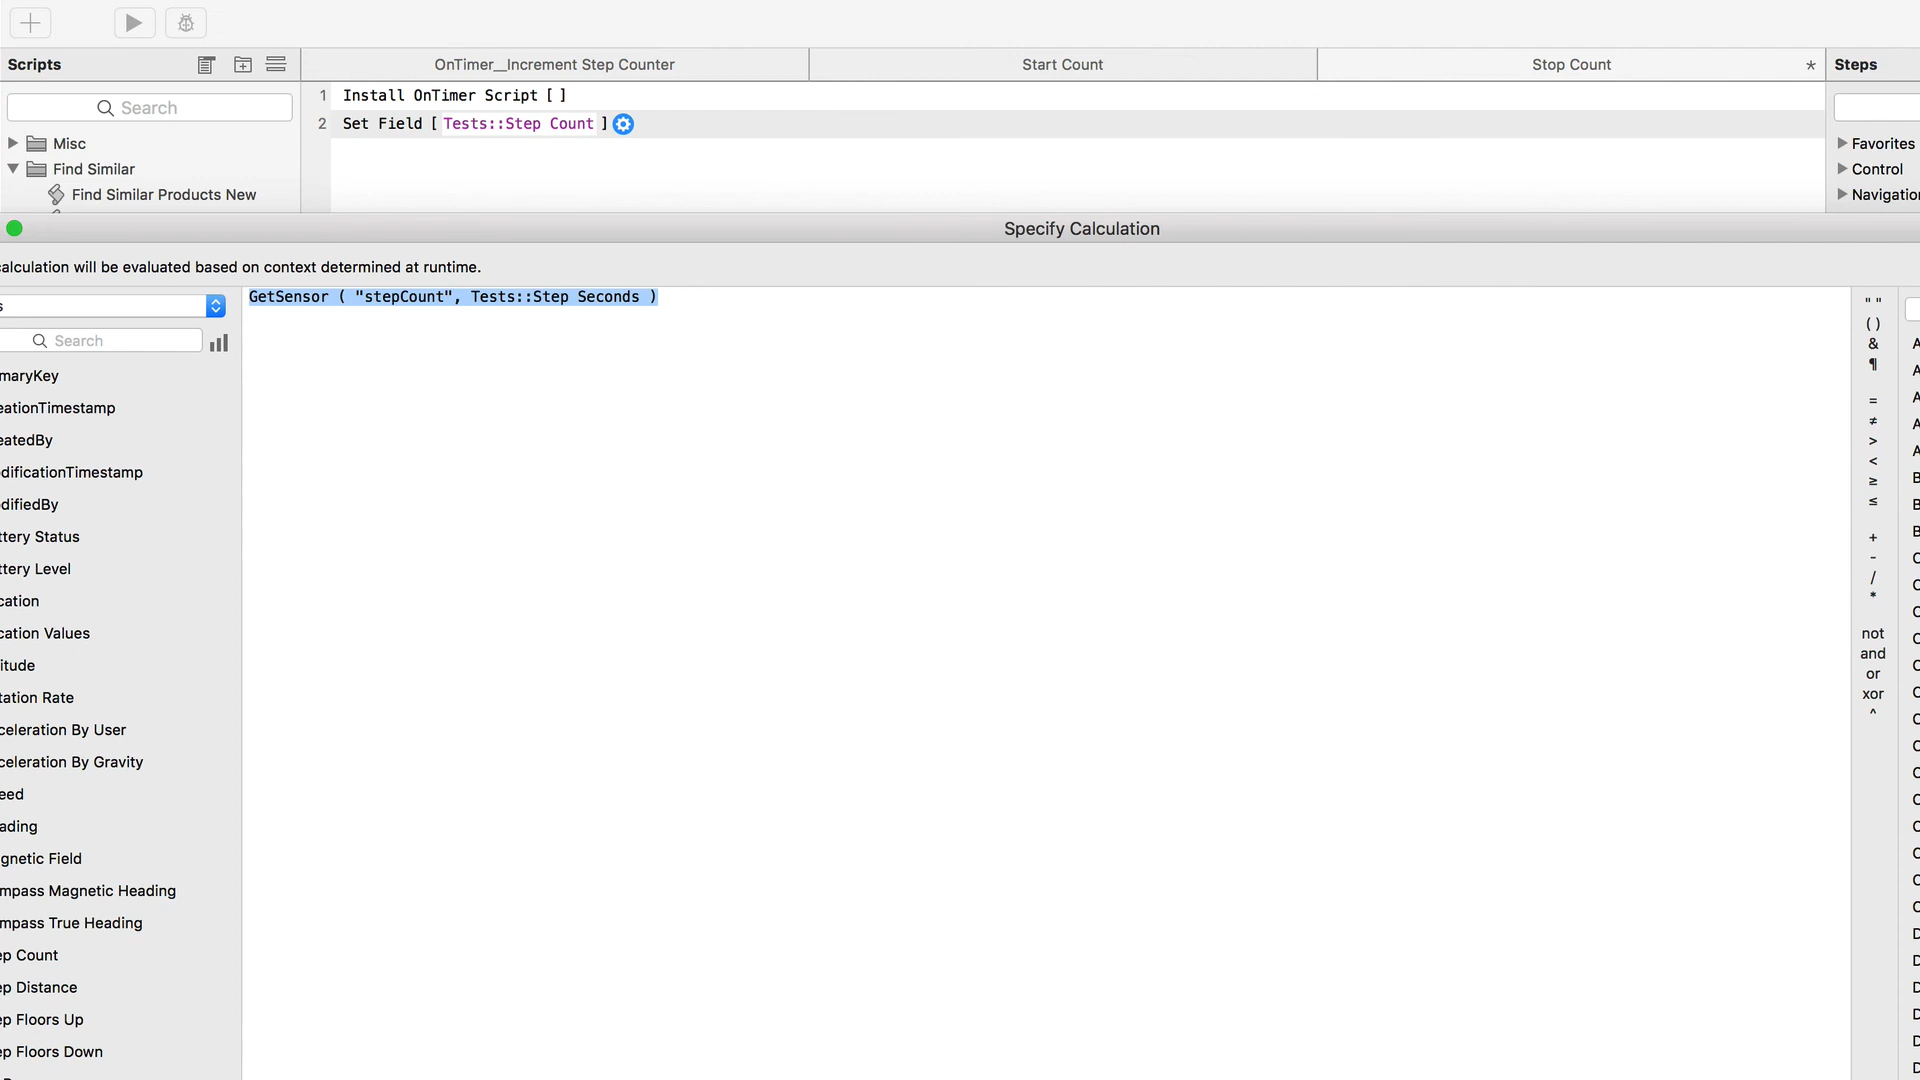 Scripts
OnTimer__Increment Step Counter
Start Count
Stop Count
*
Steps
Search
1 Install OnTimer Script [ ]
2 Set Field [ Tests::Step Count ]
Misc
Find Similar
Find Similar Products New
Favorites
Control
Navigation
Specify Calculation
alculation will be evaluated based on context determined at runtime.
s
GetSensor ( "stepCount", Tests::Step Seconds )
Search
maryKey
eationTimestamp
eatedBy
dificationTimestamp
difiedBy
ttery Status
ttery Level
cation
cation Values
itude
tation Rate
celeration By User
celeration By Gravity
eed
ading
gnetic Field
mpass Magnetic Heading
mpass True Heading
ep Count
ep Distance
ep Floors Up
ep Floors Down
" "
( )
&
¶
=
≠
>
<
≥
≤
+
-
/
*
not
and
or
xor
^
A
A
A
A
A
B
B
B
C
C
C
C
C
C
C
C
C
C
C
C
C
C
D
D
D
D
D
D